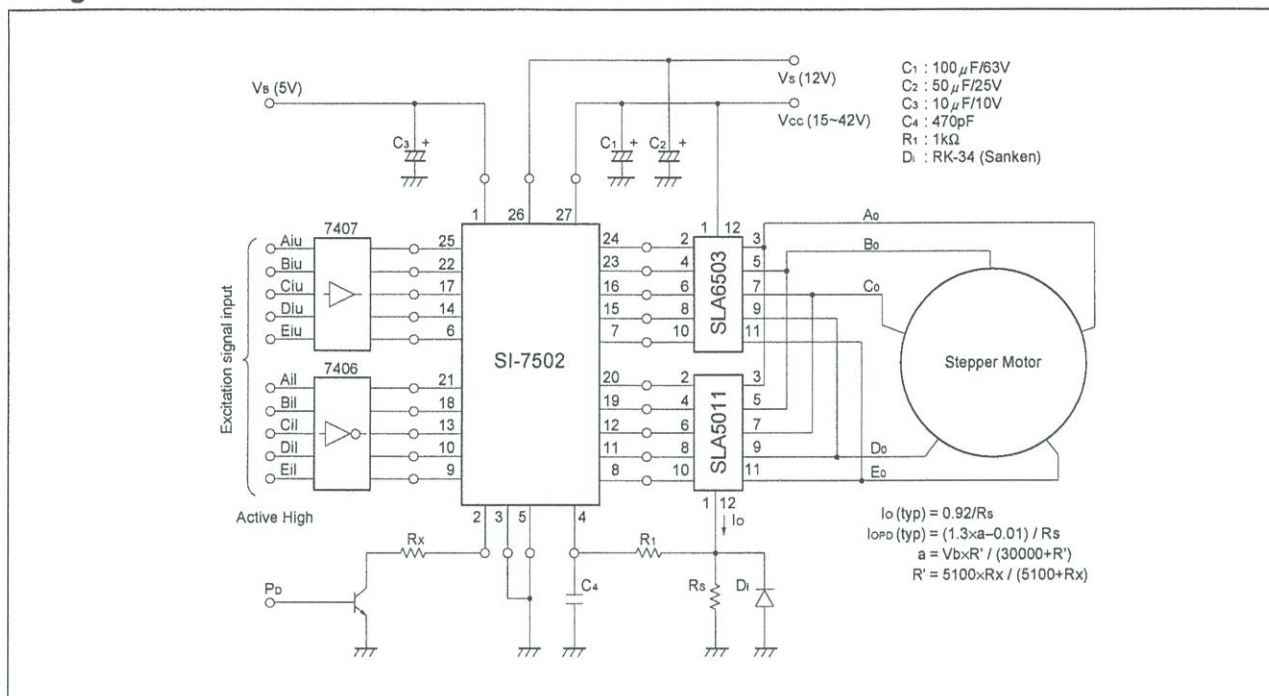 VB (5V)
Vs (12V)
Vcc (15~42V)
C1 : 100μF/63V
C2 : 50μF/25V
C3 : 10μF/10V
C4 : 470pF
R1 : 1kΩ
Di : RK-34 (Sanken)
C3 +
C1 +
C2 +
1
26
27
7407
7406
Excitation signal input
Aiu
Biu
Ciu
Diu
Eiu
Ail
Bil
Cil
Dil
Eil
Active High
25
22
17
14
6
21
18
13
10
9
SI-7502
24
23
16
15
7
20
19
12
11
8
2
3
5
4
1 12
2
4
6
8
10
SLA6503
3
5
7
9
11
2
4
6
8
10
SLA5011
3
5
7
9
11
1 12
Ao
Bo
Co
Do
Eo
Stepper Motor
Io
Rx
PD
R1
C4
Rs
Di
Io (typ) = 0.92/Rs
IOPD (typ) = (1.3×a–0.01) / Rs
a = Vb×R' / (30000+R')
R' = 5100×Rx / (5100+Rx)